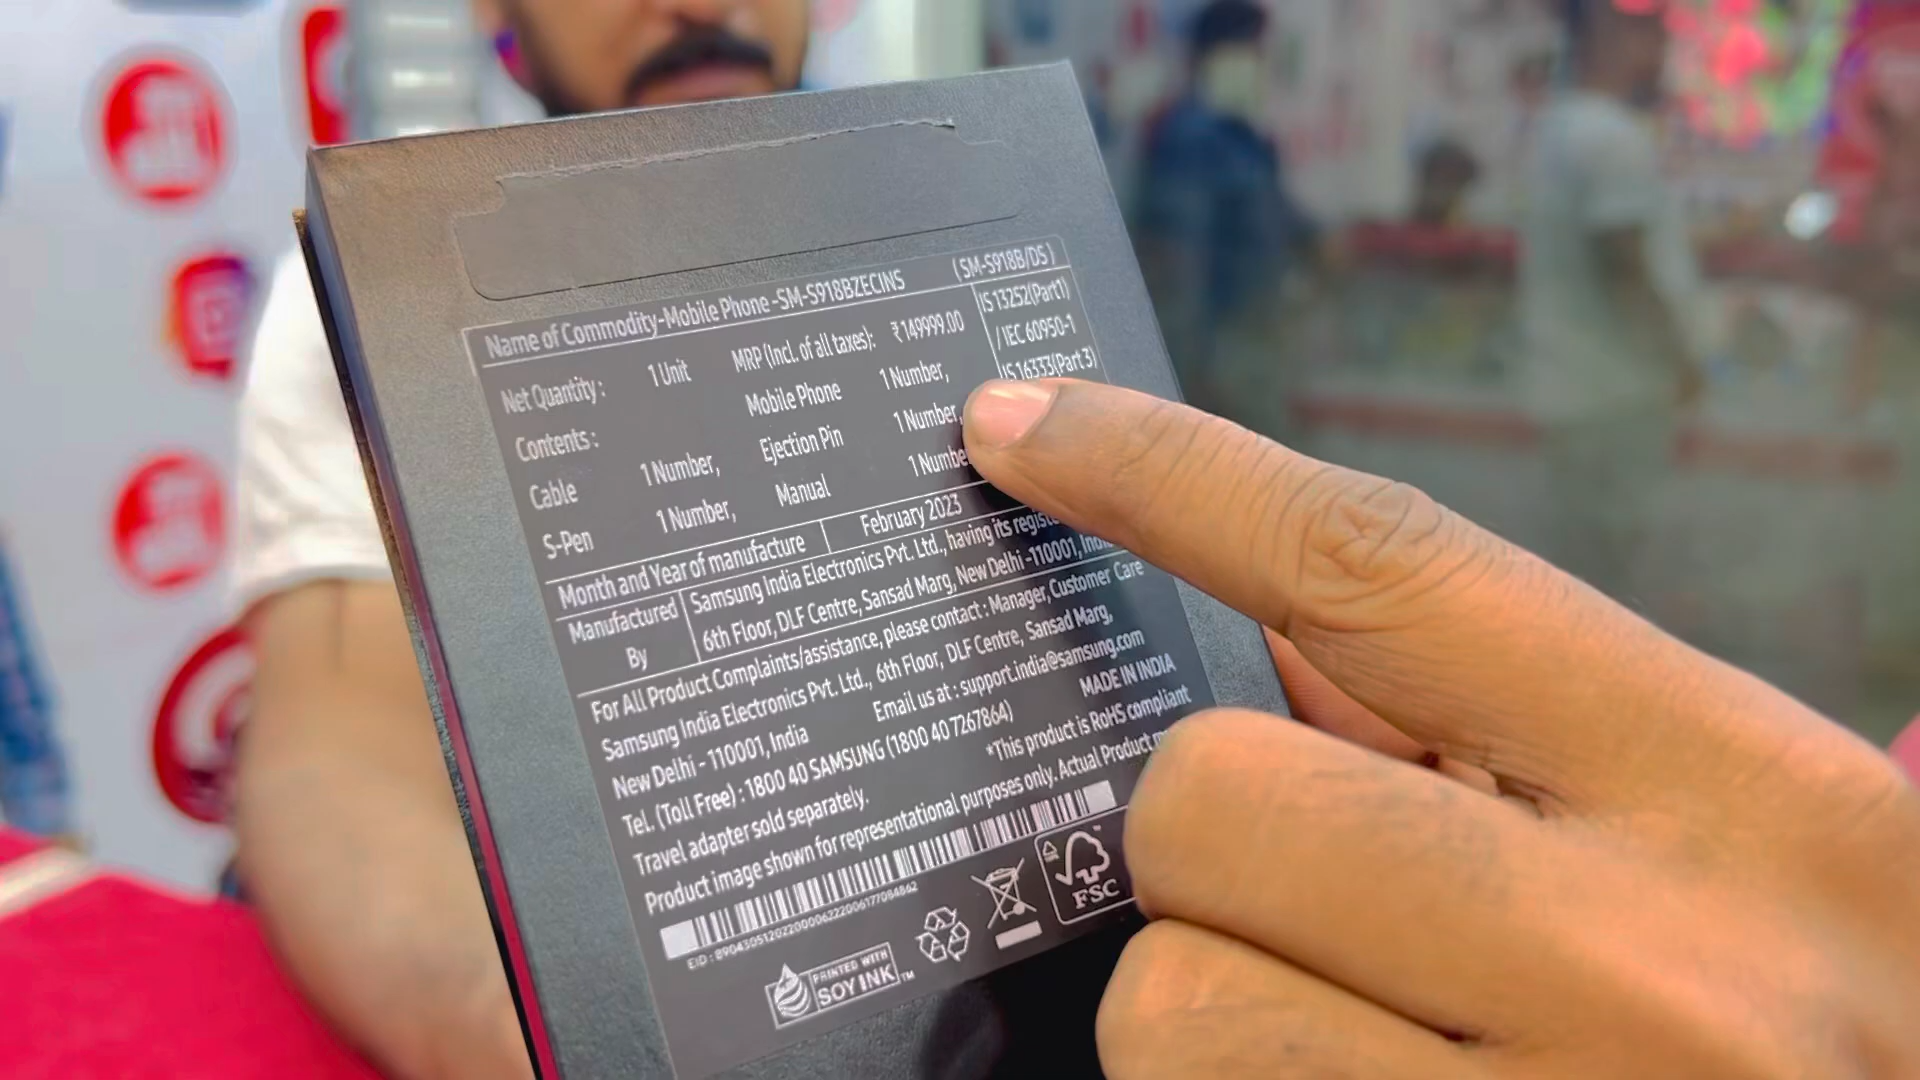 Name of Commodity-Mobile Phone -SM-S918BZECINS (SM-S918B/DS)
Net Quantity : 1 Unit MRP (Incl. of all taxes): ₹149999.00
IS 13252(Part1)
/ IEC 60950-1
IS 16333(Part 3)
Contents : Mobile Phone 1 Number,
Cable 1 Number, Ejection Pin 1 Number,
S-Pen 1 Number, Manual 1 Number
Month and Year of manufacture February 2023
Manufactured By
Samsung India Electronics Pvt. Ltd., having its
6th Floor, DLF Centre, Sansad Marg, New Delhi -110001,
For All Product Complaints/assistance, please contact : Manager, Customer Care
Samsung India Electronics Pvt. Ltd., 6th Floor, DLF Centre, Sansad Marg,
New Delhi - 110001, India Email us at : support.india@samsung.com
Tel. (Toll Free) : 1800 40 SAMSUNG (1800 40 7267864) MADE IN INDIA
Travel adapter sold separately. *This product is RoHS compliant
Product image shown for representational purposes only. Actual Product
PRINTED WITH
SOY INK™
FSC™